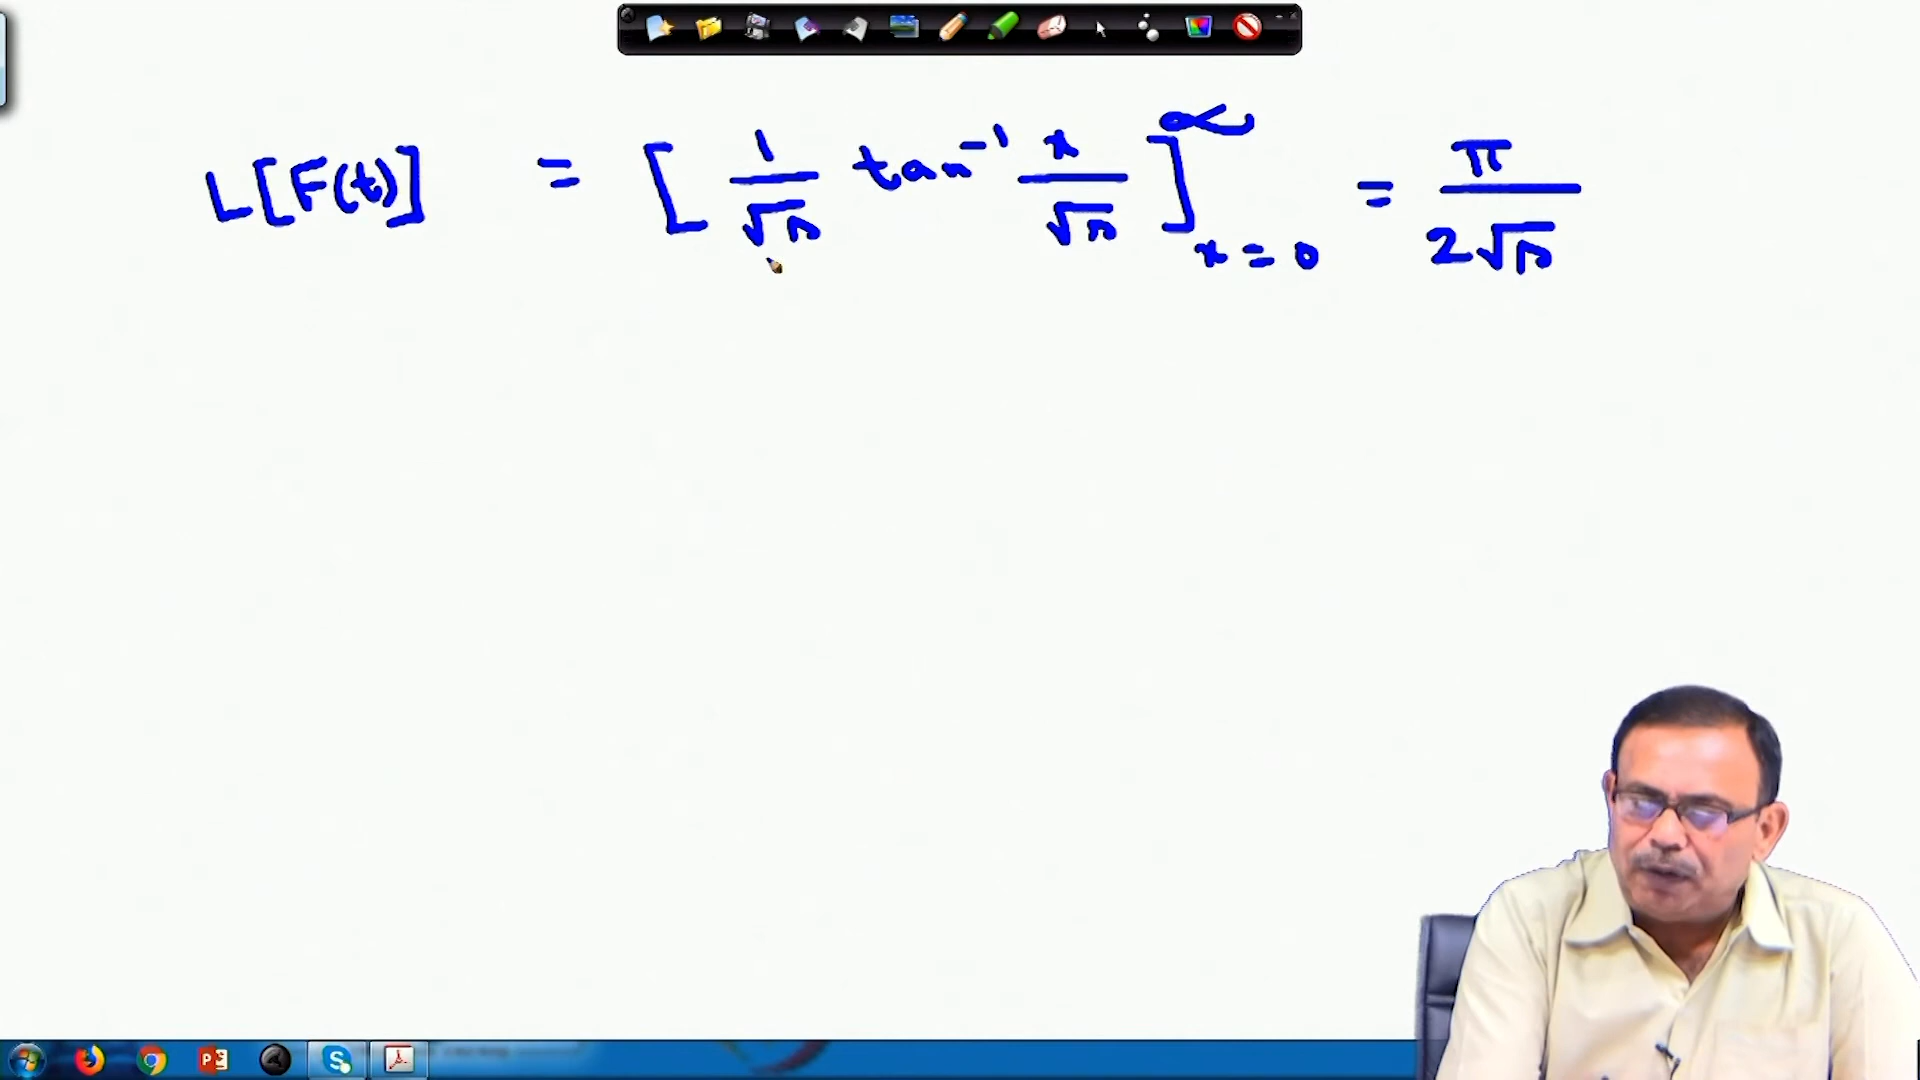 L[F(t)] = [ 1/√s tan⁻¹ x/√s ]_{x=0}^{∝} = π/2√s